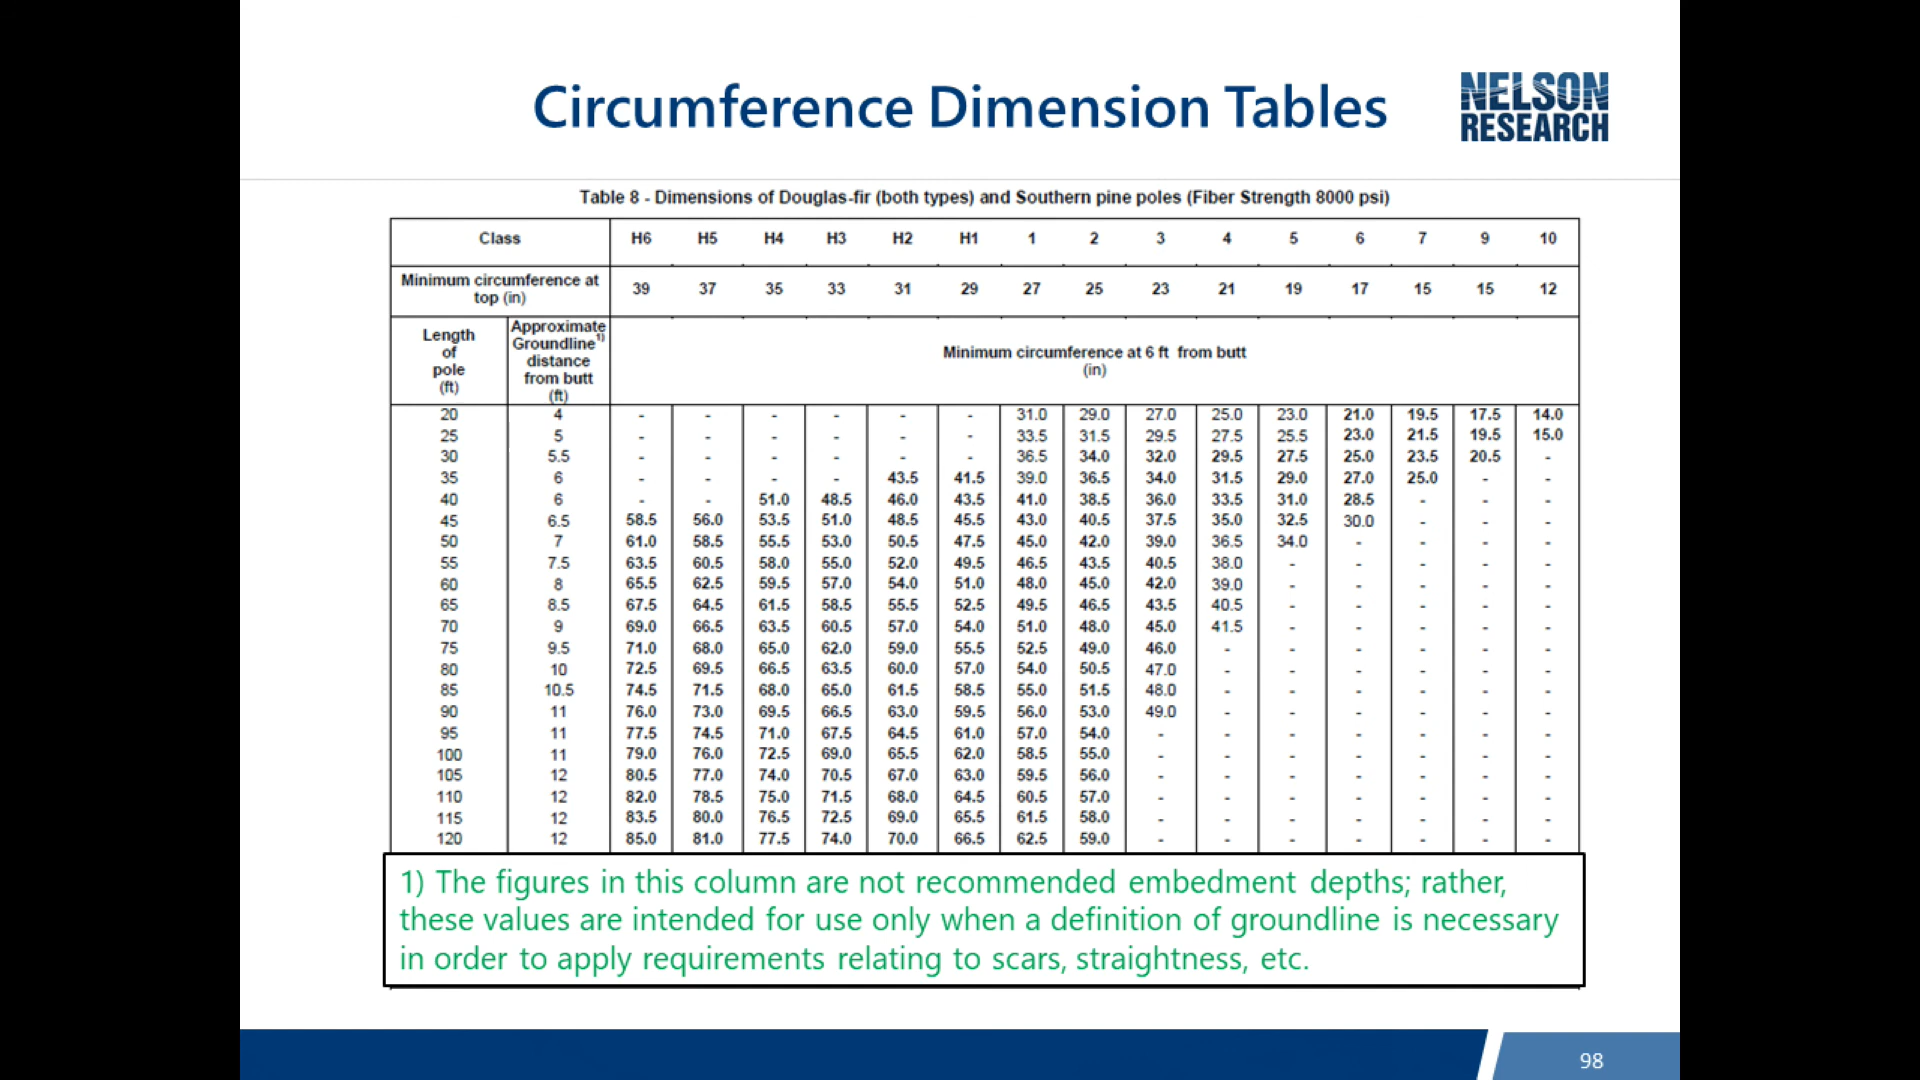 Circumference Dimension Tables
NELSON
RESEARCH
Table 8 - Dimensions of Douglas-fir (both types) and Southern pine poles (Fiber Strength 8000 psi)
Class H6 H5 H4 H3 H2 H1 1 2 3 4 5 6 7 9 10
Minimum circumference at
top (in) 39 37 35 33 31 29 27 25 23 21 19 17 15 15 12
Length
of
pole
(ft)
Approximate
Groundline1)
distance
from butt
(ft)
Minimum circumference at 6 ft from butt
(in)
20 4 - - - - - - 31.0 29.0 27.0 25.0 23.0 21.0 19.5 17.5 14.0
25 5 - - - - - - 33.5 31.5 29.5 27.5 25.5 23.0 21.5 19.5 15.0
30 5.5 - - - - - - 36.5 34.0 32.0 29.5 27.5 25.0 23.5 20.5 -
35 6 - - - - 43.5 41.5 39.0 36.5 34.0 31.5 29.0 27.0 25.0 - -
40 6 - - 51.0 48.5 46.0 43.5 41.0 38.5 36.0 33.5 31.0 28.5 - - -
45 6.5 58.5 56.0 53.5 51.0 48.5 45.5 43.0 40.5 37.5 35.0 32.5 30.0 - - -
50 7 61.0 58.5 55.5 53.0 50.5 47.5 45.0 42.0 39.0 36.5 34.0 - - - -
55 7.5 63.5 60.5 58.0 55.0 52.0 49.5 46.5 43.5 40.5 38.0 - - - - -
60 8 65.5 62.5 59.5 57.0 54.0 51.0 48.0 45.0 42.0 39.0 - - - - -
65 8.5 67.5 64.5 61.5 58.5 55.5 52.5 49.5 46.5 43.5 40.5 - - - - -
70 9 69.0 66.5 63.5 60.5 57.0 54.0 51.0 48.0 45.0 41.5 - - - - -
75 9.5 71.0 68.0 65.0 62.0 59.0 55.5 52.5 49.0 46.0 - - - - - -
80 10 72.5 69.5 66.5 63.5 60.0 57.0 54.0 50.5 47.0 - - - - - -
85 10.5 74.5 71.5 68.0 65.0 61.5 58.5 55.0 51.5 48.0 - - - - - -
90 11 76.0 73.0 69.5 66.5 63.0 59.5 56.0 53.0 49.0 - - - - - -
95 11 77.5 74.5 71.0 67.5 64.5 61.0 57.0 54.0 - - - - - - -
100 11 79.0 76.0 72.5 69.0 65.5 62.0 58.5 55.0 - - - - - - -
105 12 80.5 77.0 74.0 70.5 67.0 63.0 59.5 56.0 - - - - - - -
110 12 82.0 78.5 75.0 71.5 68.0 64.5 60.5 57.0 - - - - - - -
115 12 83.5 80.0 76.5 72.5 69.0 65.5 61.5 58.0 - - - - - - -
120 12 85.0 81.0 77.5 74.0 70.0 66.5 62.5 59.0 - - - - - - -
1) The figures in this column are not recommended embedment depths; rather,
these values are intended for use only when a definition of groundline is necessary
in order to apply requirements relating to scars, straightness, etc.
98